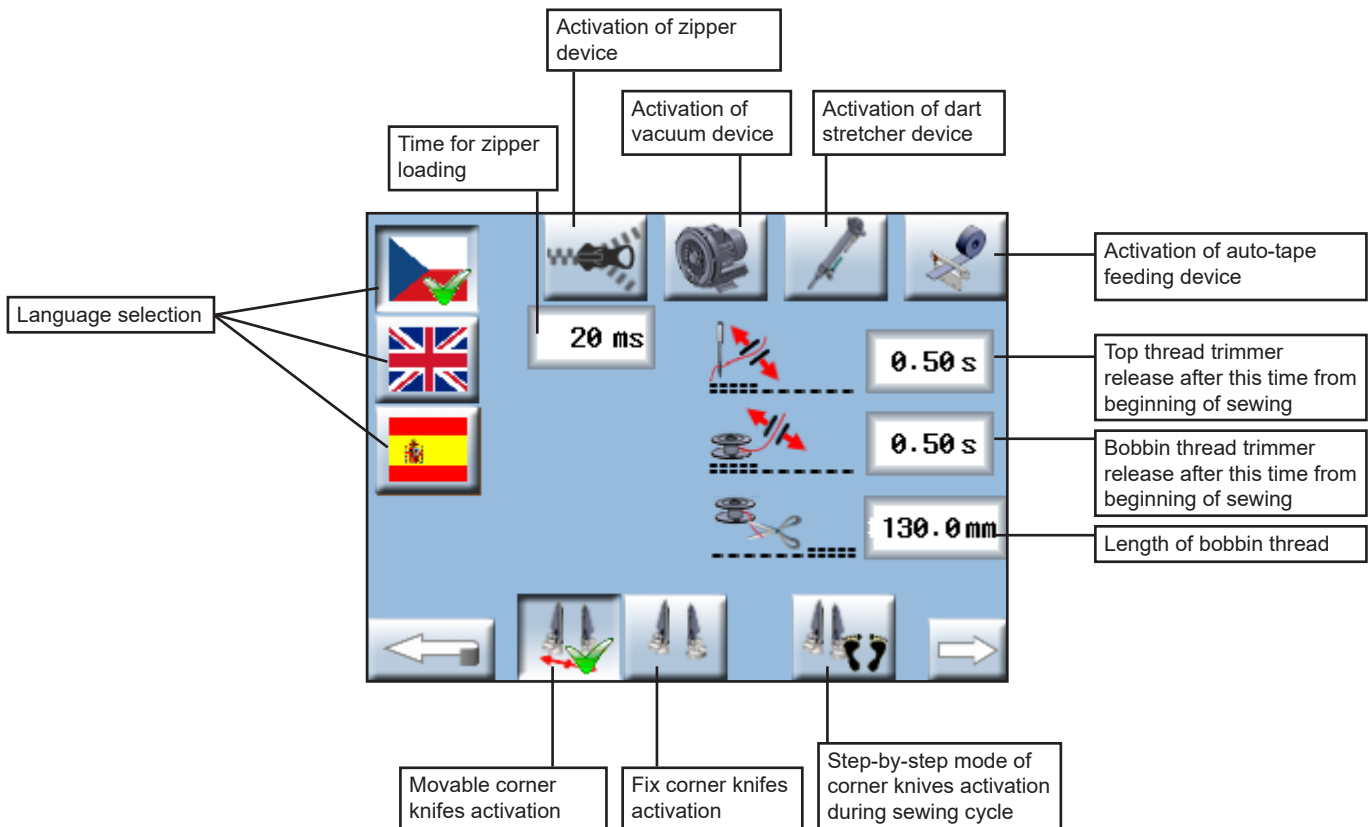 Activation of zipper
device
Activation of
vacuum device
Activation of dart
stretcher device
Time for zipper
loading
Activation of auto-tape
feeding device
Language selection
20 ms
0.50 s
Top thread trimmer
release after this time from
beginning of sewing
0.50 s
Bobbin thread trimmer
release after this time from
beginning of sewing
130.0 mm
Length of bobbin thread
Movable corner
knifes activation
Fix corner knifes
activation
Step-by-step mode of
corner knives activation
during sewing cycle